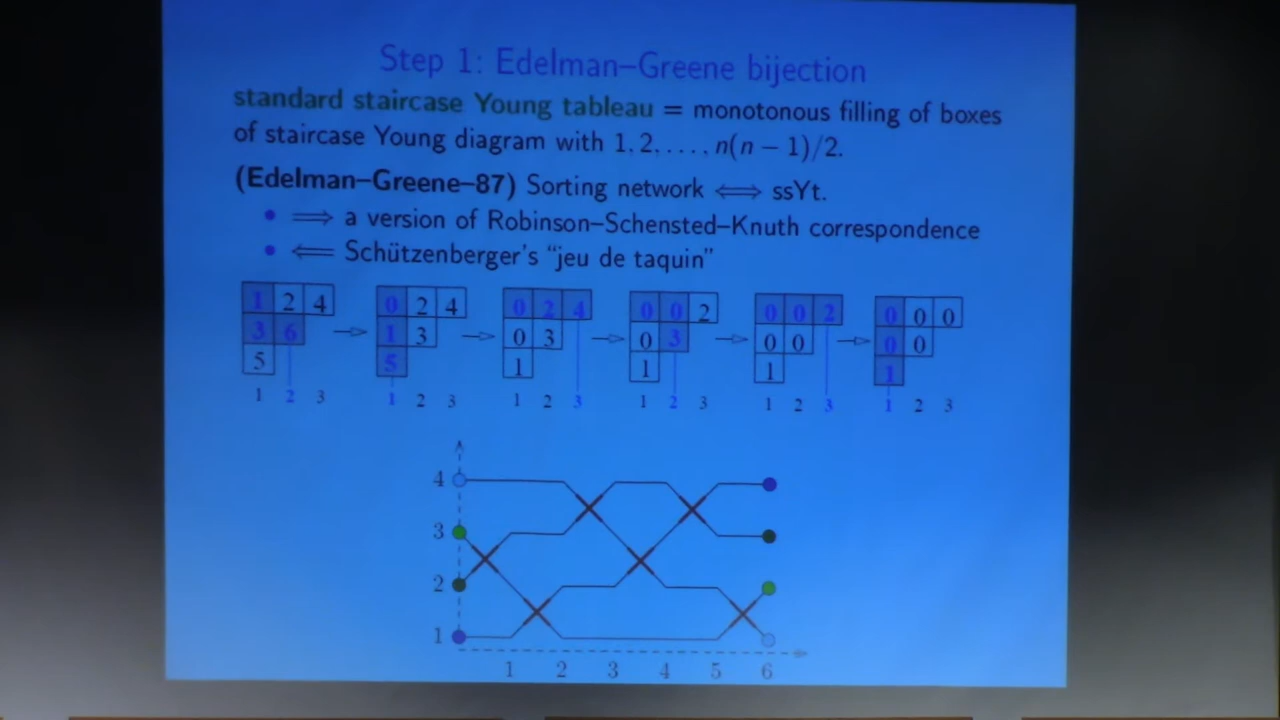 Step 1: Edelman–Greene bijection
standard staircase Young tableau = monotonous filling of boxes
of staircase Young diagram with 1, 2, . . . , n(n − 1)/2.
(Edelman–Greene–87) Sorting network ⟺ ssYt.
• ⟹ a version of Robinson–Schensted–Knuth correspondence
• ⟸ Schützenberger's "jeu de taquin"
1 2 4 0 2 4 0 2 4 0 0 2 0 0 2 0 0 0
3 6 → 1 3 → 0 3 → 0 3 → 0 0 → 0 0
5 5 1 1 1 1
1 2 3 1 2 3 1 2 3 1 2 3 1 2 3 1 2 3
4
3
2
1
1 2 3 4 5 6